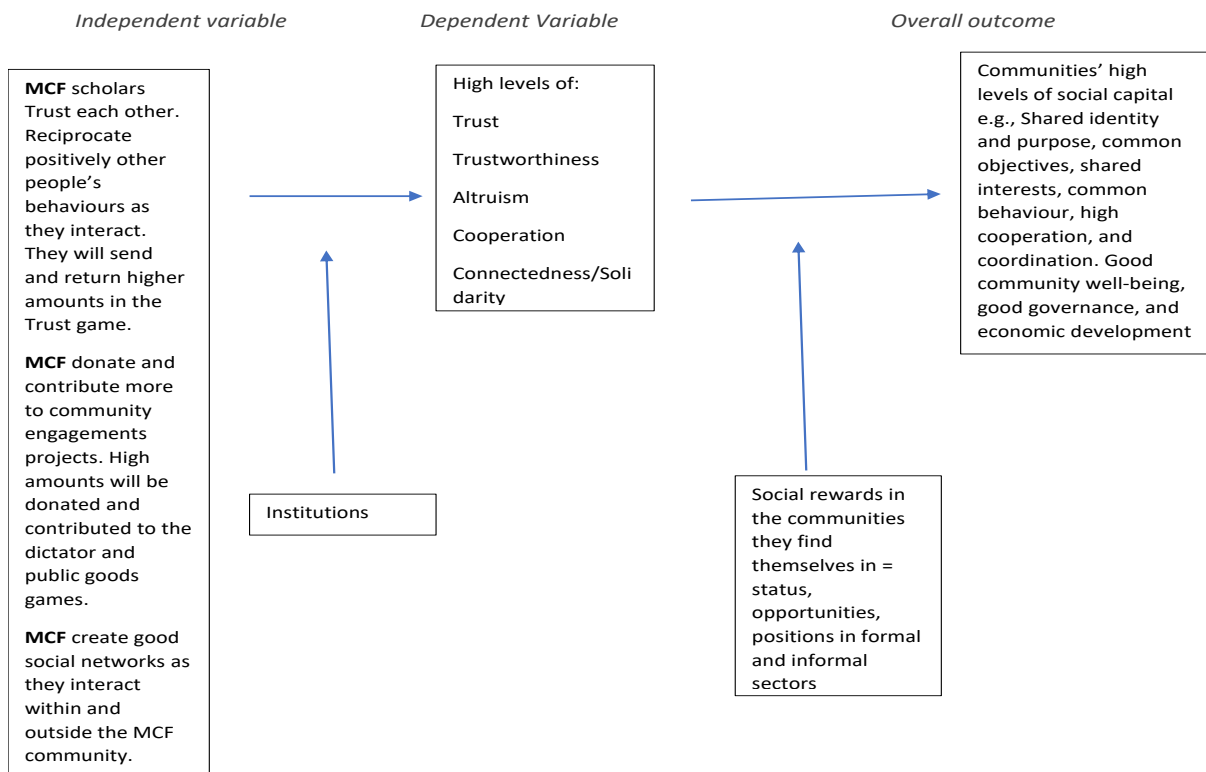 Independent variable
Dependent Variable
Overall outcome
MCF scholars
Trust each other.
Reciprocate
positively other
people's
behaviours as
they interact.
They will send
and return higher
amounts in the
Trust game.
MCF donate and
contribute more
to community
engagements
projects. High
amounts will be
donated and
contributed to the
dictator and
public goods
games.
MCF create good
social networks as
they interact
within and
outside the MCF
community.
Institutions
High levels of:
Trust
Trustworthiness
Altruism
Cooperation
Connectedness/Soli
darity
Social rewards in
the communities
they find
themselves in =
status,
opportunities,
positions in formal
and informal
sectors
Communities’ high
levels of social capital
e.g., Shared identity
and purpose, common
objectives, shared
interests, common
behaviour, high
cooperation, and
coordination. Good
community well-being,
good governance, and
economic development